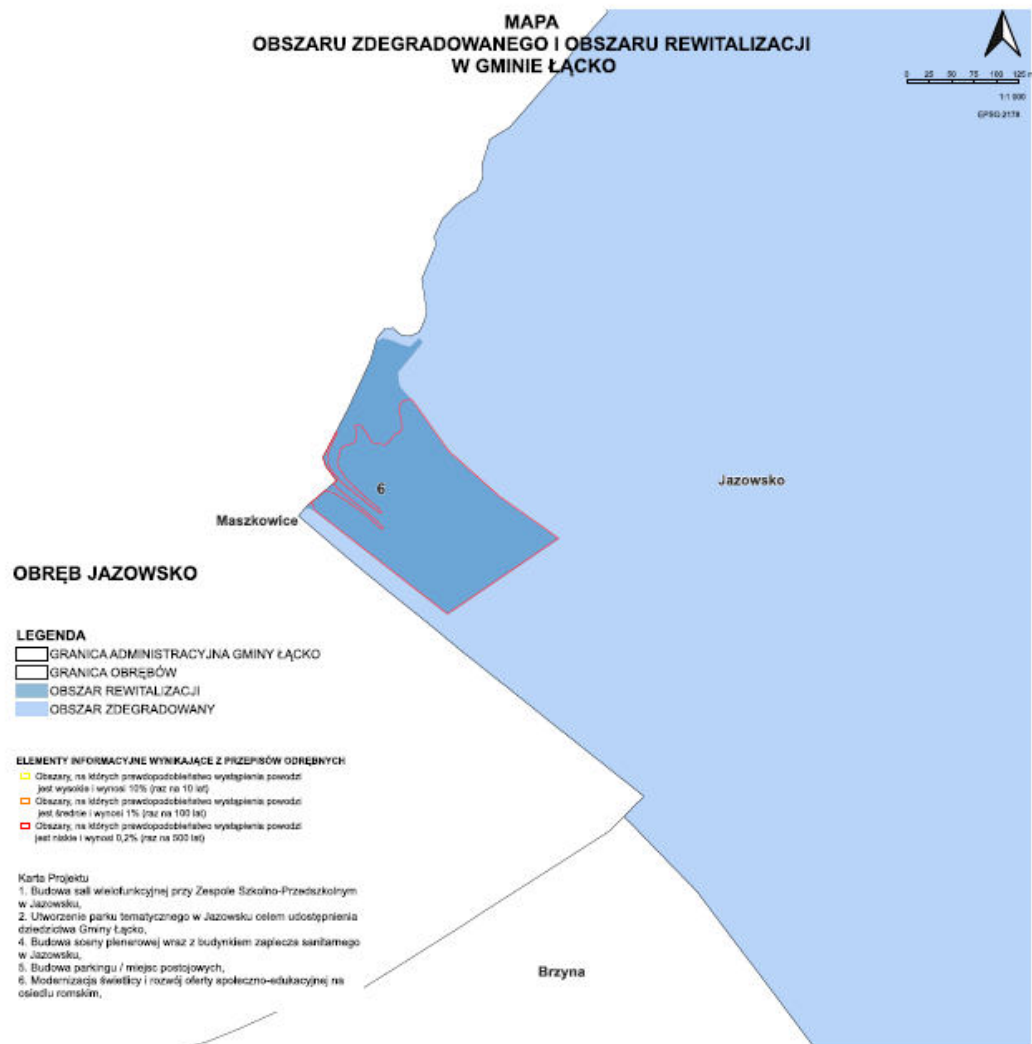 MAPA
OBSZARU ZDEGRADOWANEGO I OBSZARU REWITALIZACJI
W GMINIE ŁĄCKO
0 25 50 75 100 125 m
1:1 000
EPSG:2178
Jazowsko
6
Maszkowice
OBRĘB JAZOWSKO
LEGENDA
GRANICA ADMINISTRACYJNA GMINY ŁĄCKO
GRANICA OBRĘBÓW
OBSZAR REWITALIZACJI
OBSZAR ZDEGRADOWANY
ELEMENTY INFORMACYJNE WYNIKAJĄCE Z PRZEPISÓW ODRĘBNYCH
Obszary, na których prawdopodobieństwo wystąpienia powodzi
jest wysokie i wynosi 10% (raz na 10 lat)
Obszary, na których prawdopodobieństwo wystąpienia powodzi
jest średnie i wynosi 1% (raz na 100 lat)
Obszary, na których prawdopodobieństwo wystąpienia powodzi
jest niskie i wynosi 0,2% (raz na 500 lat)
Karta Projektu
1. Budowa sali wielofunkcyjnej przy Zespole Szkolno-Przedszkolnym
w Jazowsku,
2. Utworzenie parku tematycznego w Jazowsku celem udostępnienia
dziedzictwa Gminy Łącko,
4. Budowa sceny plenerowej wraz z budynkiem zaplecza sanitarnego
w Jazowsku,
5. Budowa parkingu / miejsc postojowych,
6. Modernizacja świetlicy i rozwój oferty społeczno-edukacyjnej na
osiedlu romskim,
Brzyna